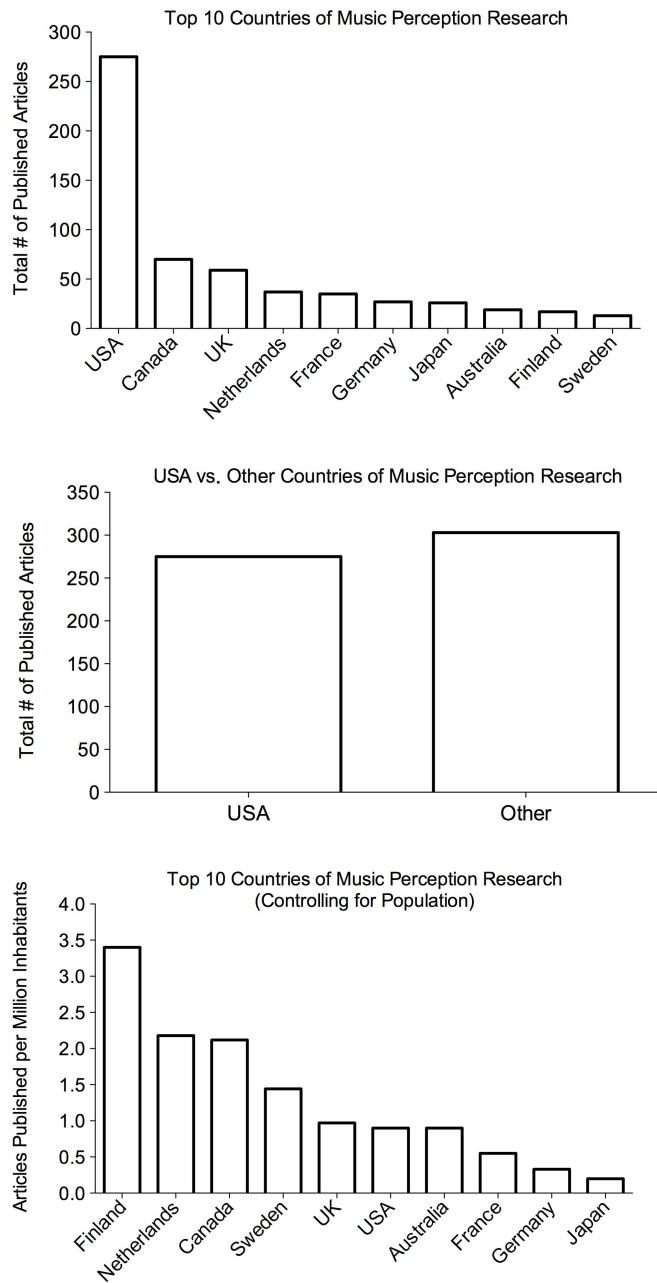 Top 10 Countries of Music Perception Research
Total # of Published Articles
300
250
200
150
100
50
0
USA
Canada
UK
Netherlands
France
Germany
Japan
Australia
Finland
Sweden
USA vs. Other Countries of Music Perception Research
Total # of Published Articles
350
300
250
200
150
100
50
0
USA
Other
Top 10 Countries of Music Perception Research
(Controlling for Population)
Articles Published per Million Inhabitants
4.0
3.5
3.0
2.5
2.0
1.5
1.0
0.5
0.0
Finland
Netherlands
Canada
Sweden
UK
USA
Australia
France
Germany
Japan